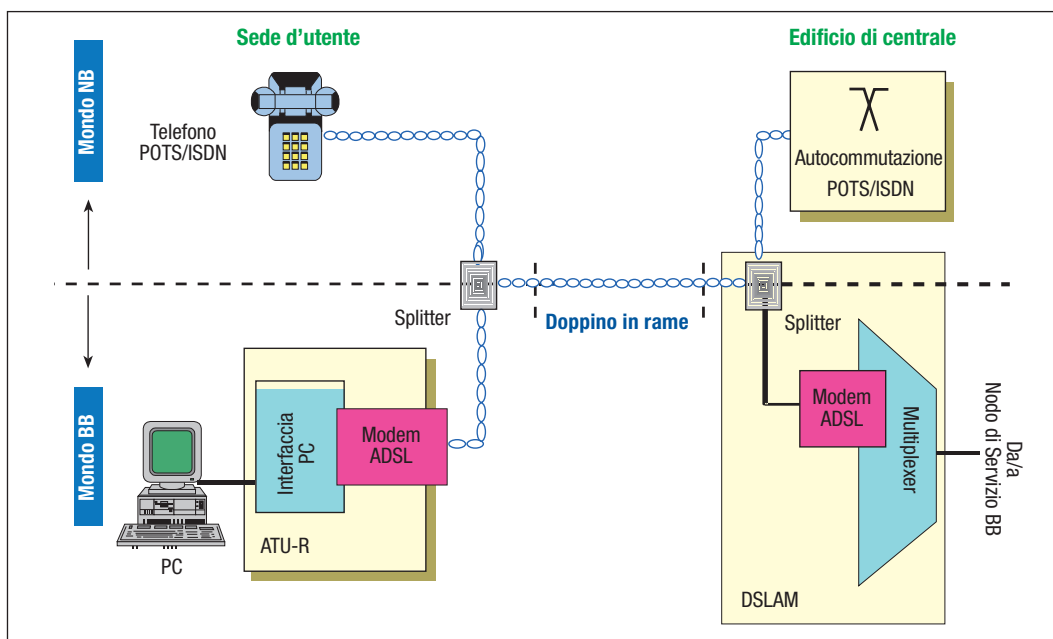 Sede d'utente
Edificio di centrale
Mondo NB
Telefono
POTS/ISDN
Autocommutazione
POTS/ISDN
Splitter
Doppino in rame
Splitter
Mondo BB
PC
Interfaccia
PC
Modem
ADSL
ATU-R
Modem
ADSL
Multiplexer
DSLAM
Da/a
Nodo di
Servizio BB